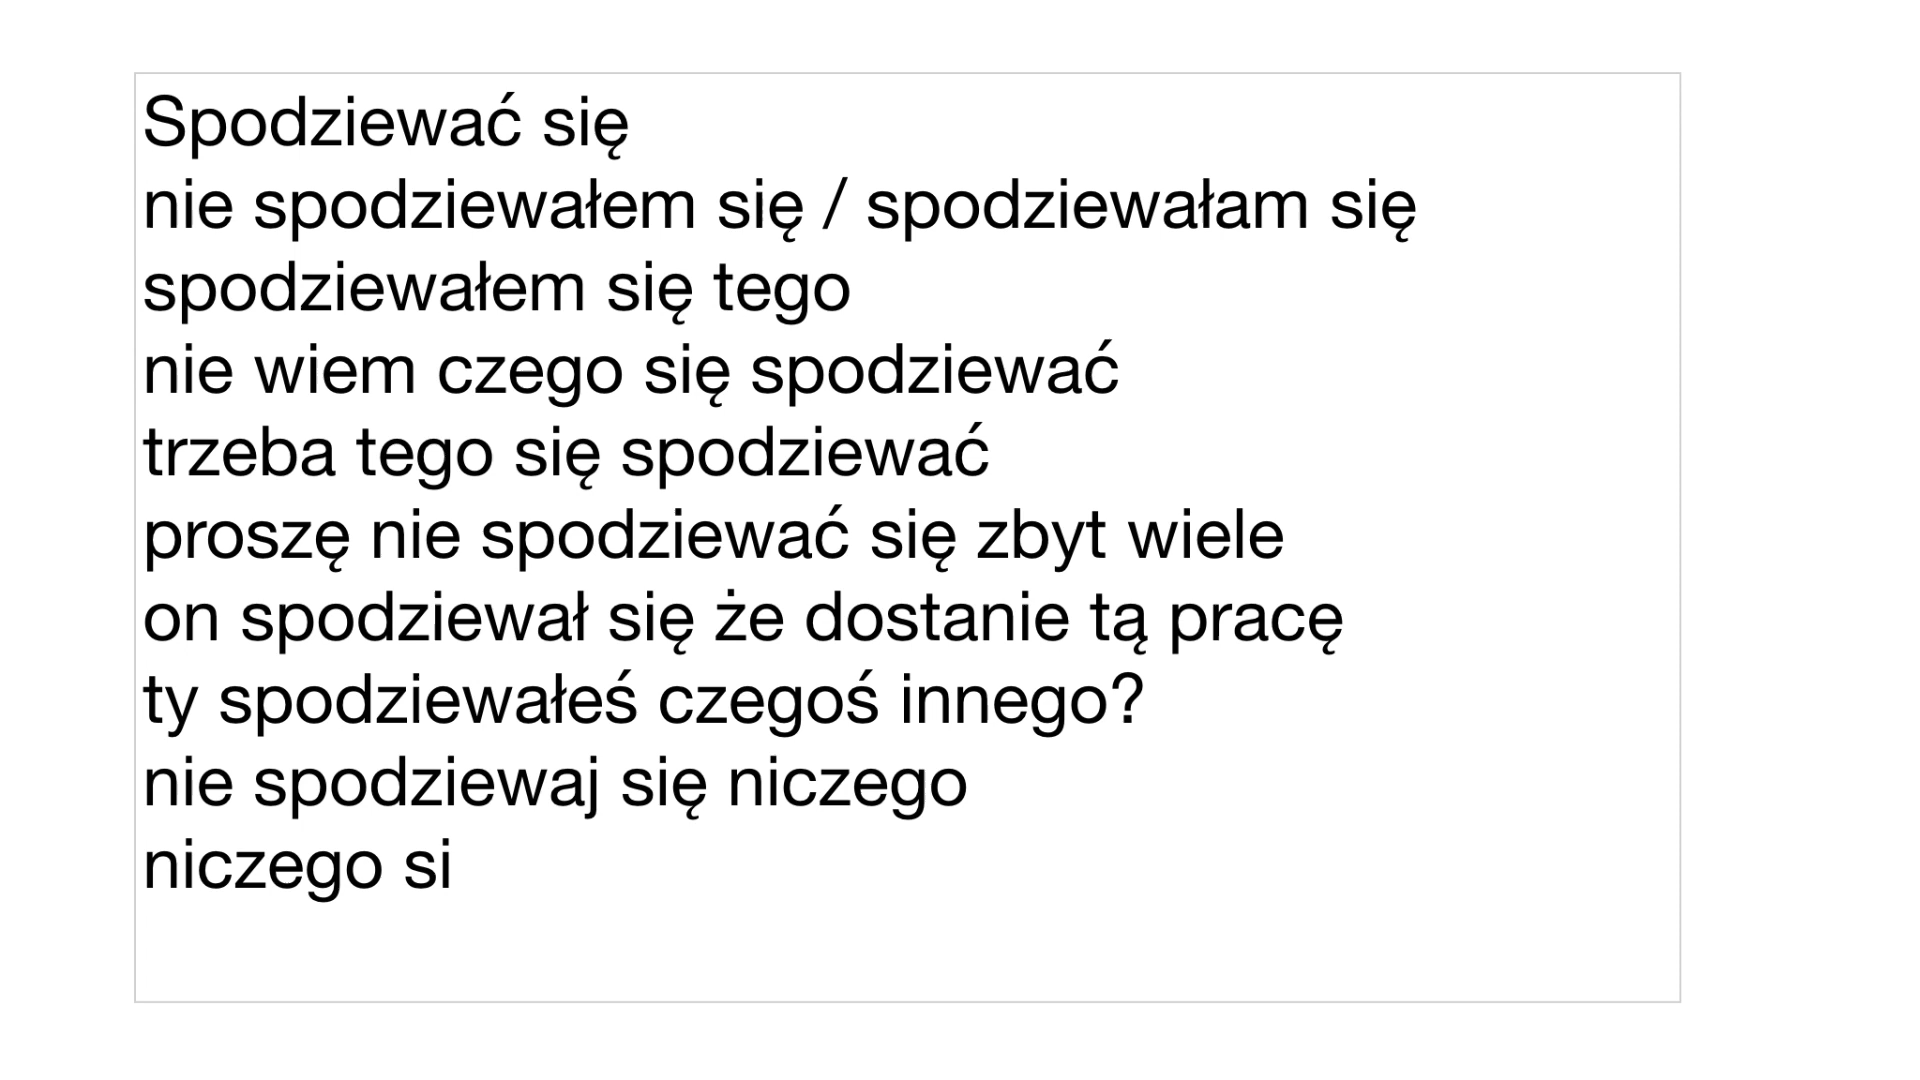 Spodziewać się
nie spodziewałem się / spodziewałam się
spodziewałem się tego
nie wiem czego się spodziewać
trzeba tego się spodziewać
proszę nie spodziewać się zbyt wiele
on spodziewał się że dostanie tą pracę
ty spodziewałeś czegoś innego?
nie spodziewaj się niczego
niczego si